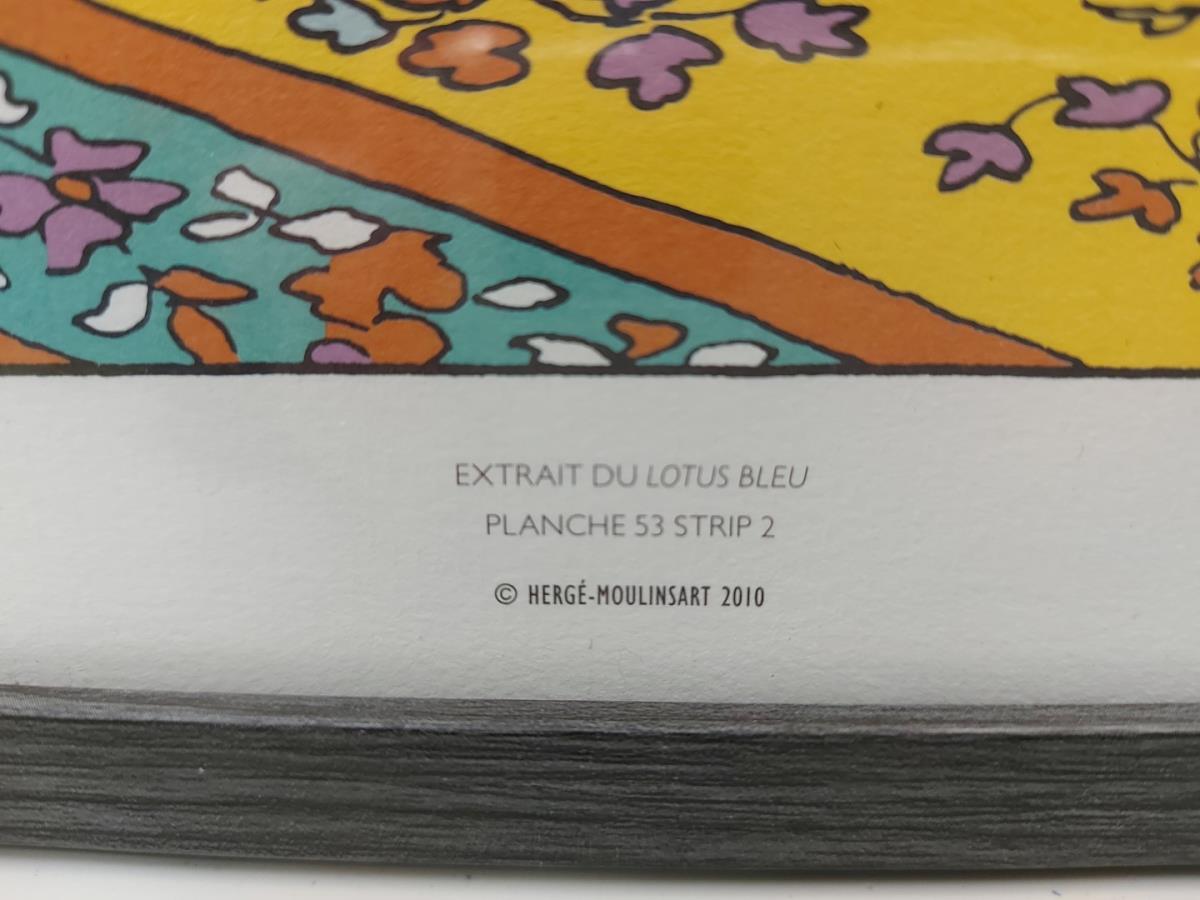 EXTRAIT DU LOTUS BLEU
PLANCHE 53 STRIP 2
© HERGÉ-MOULINSART 2010